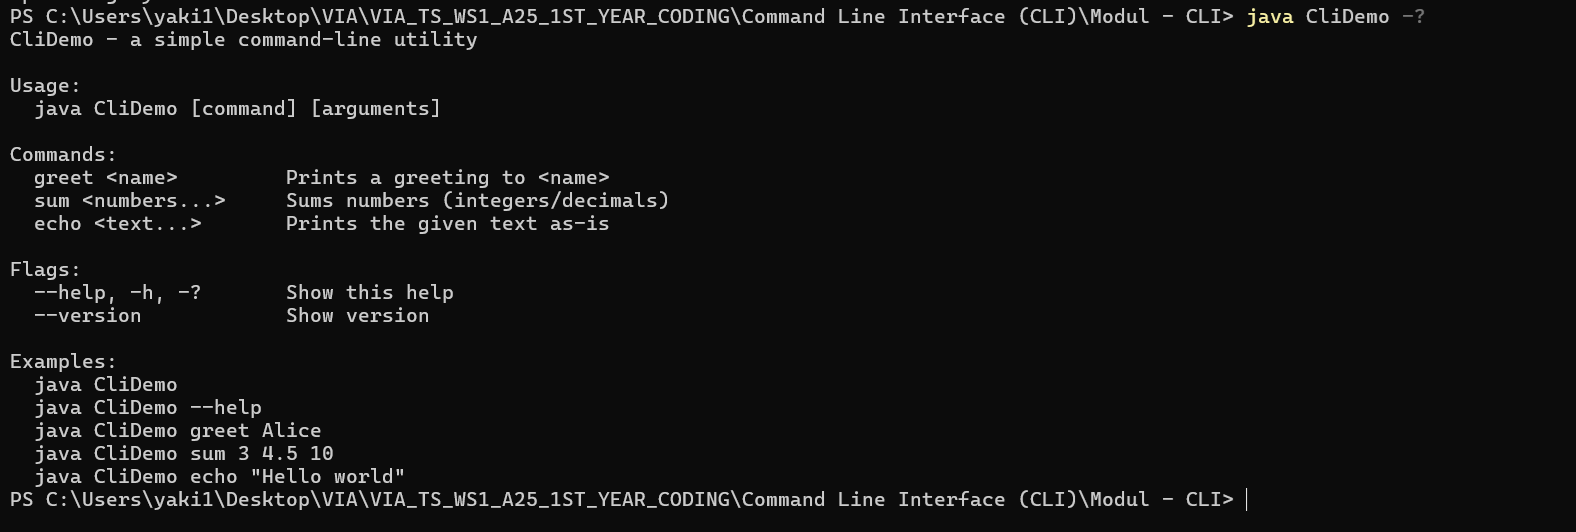 PS C:\Users\yaki1\Desktop\VIA\VIA_TS_WS1_A25_1ST_YEAR_CODING\Command Line Interface (CLI)\Modul - CLI> java CliDemo -?
CliDemo - a simple command-line utility

Usage:
  java CliDemo [command] [arguments]

Commands:
  greet <name>         Prints a greeting to <name>
  sum <numbers...>     Sums numbers (integers/decimals)
  echo <text...>       Prints the given text as-is

Flags:
  --help, -h, -?       Show this help
  --version            Show version

Examples:
  java CliDemo
  java CliDemo --help
  java CliDemo greet Alice
  java CliDemo sum 3 4.5 10
  java CliDemo echo "Hello world"
PS C:\Users\yaki1\Desktop\VIA\VIA_TS_WS1_A25_1ST_YEAR_CODING\Command Line Interface (CLI)\Modul - CLI>